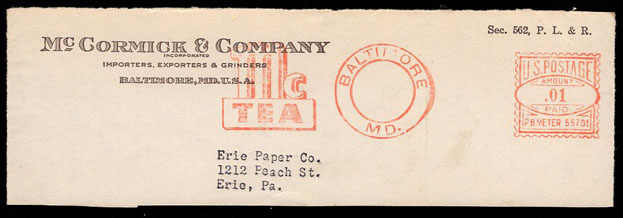 Sec. 562, P. L. & R.
McCORMICK & COMPANY
INCORPORATED
IMPORTERS, EXPORTERS & GRINDERS
BALTIMORE, MD. U.S.A.
Mc
TEA
BALTIMORE
MD.
U.S. POSTAGE
AMOUNT
.01
PAID
PB METER 55701
Erie Paper Co.
1212 Peach St.
Erie, Pa.